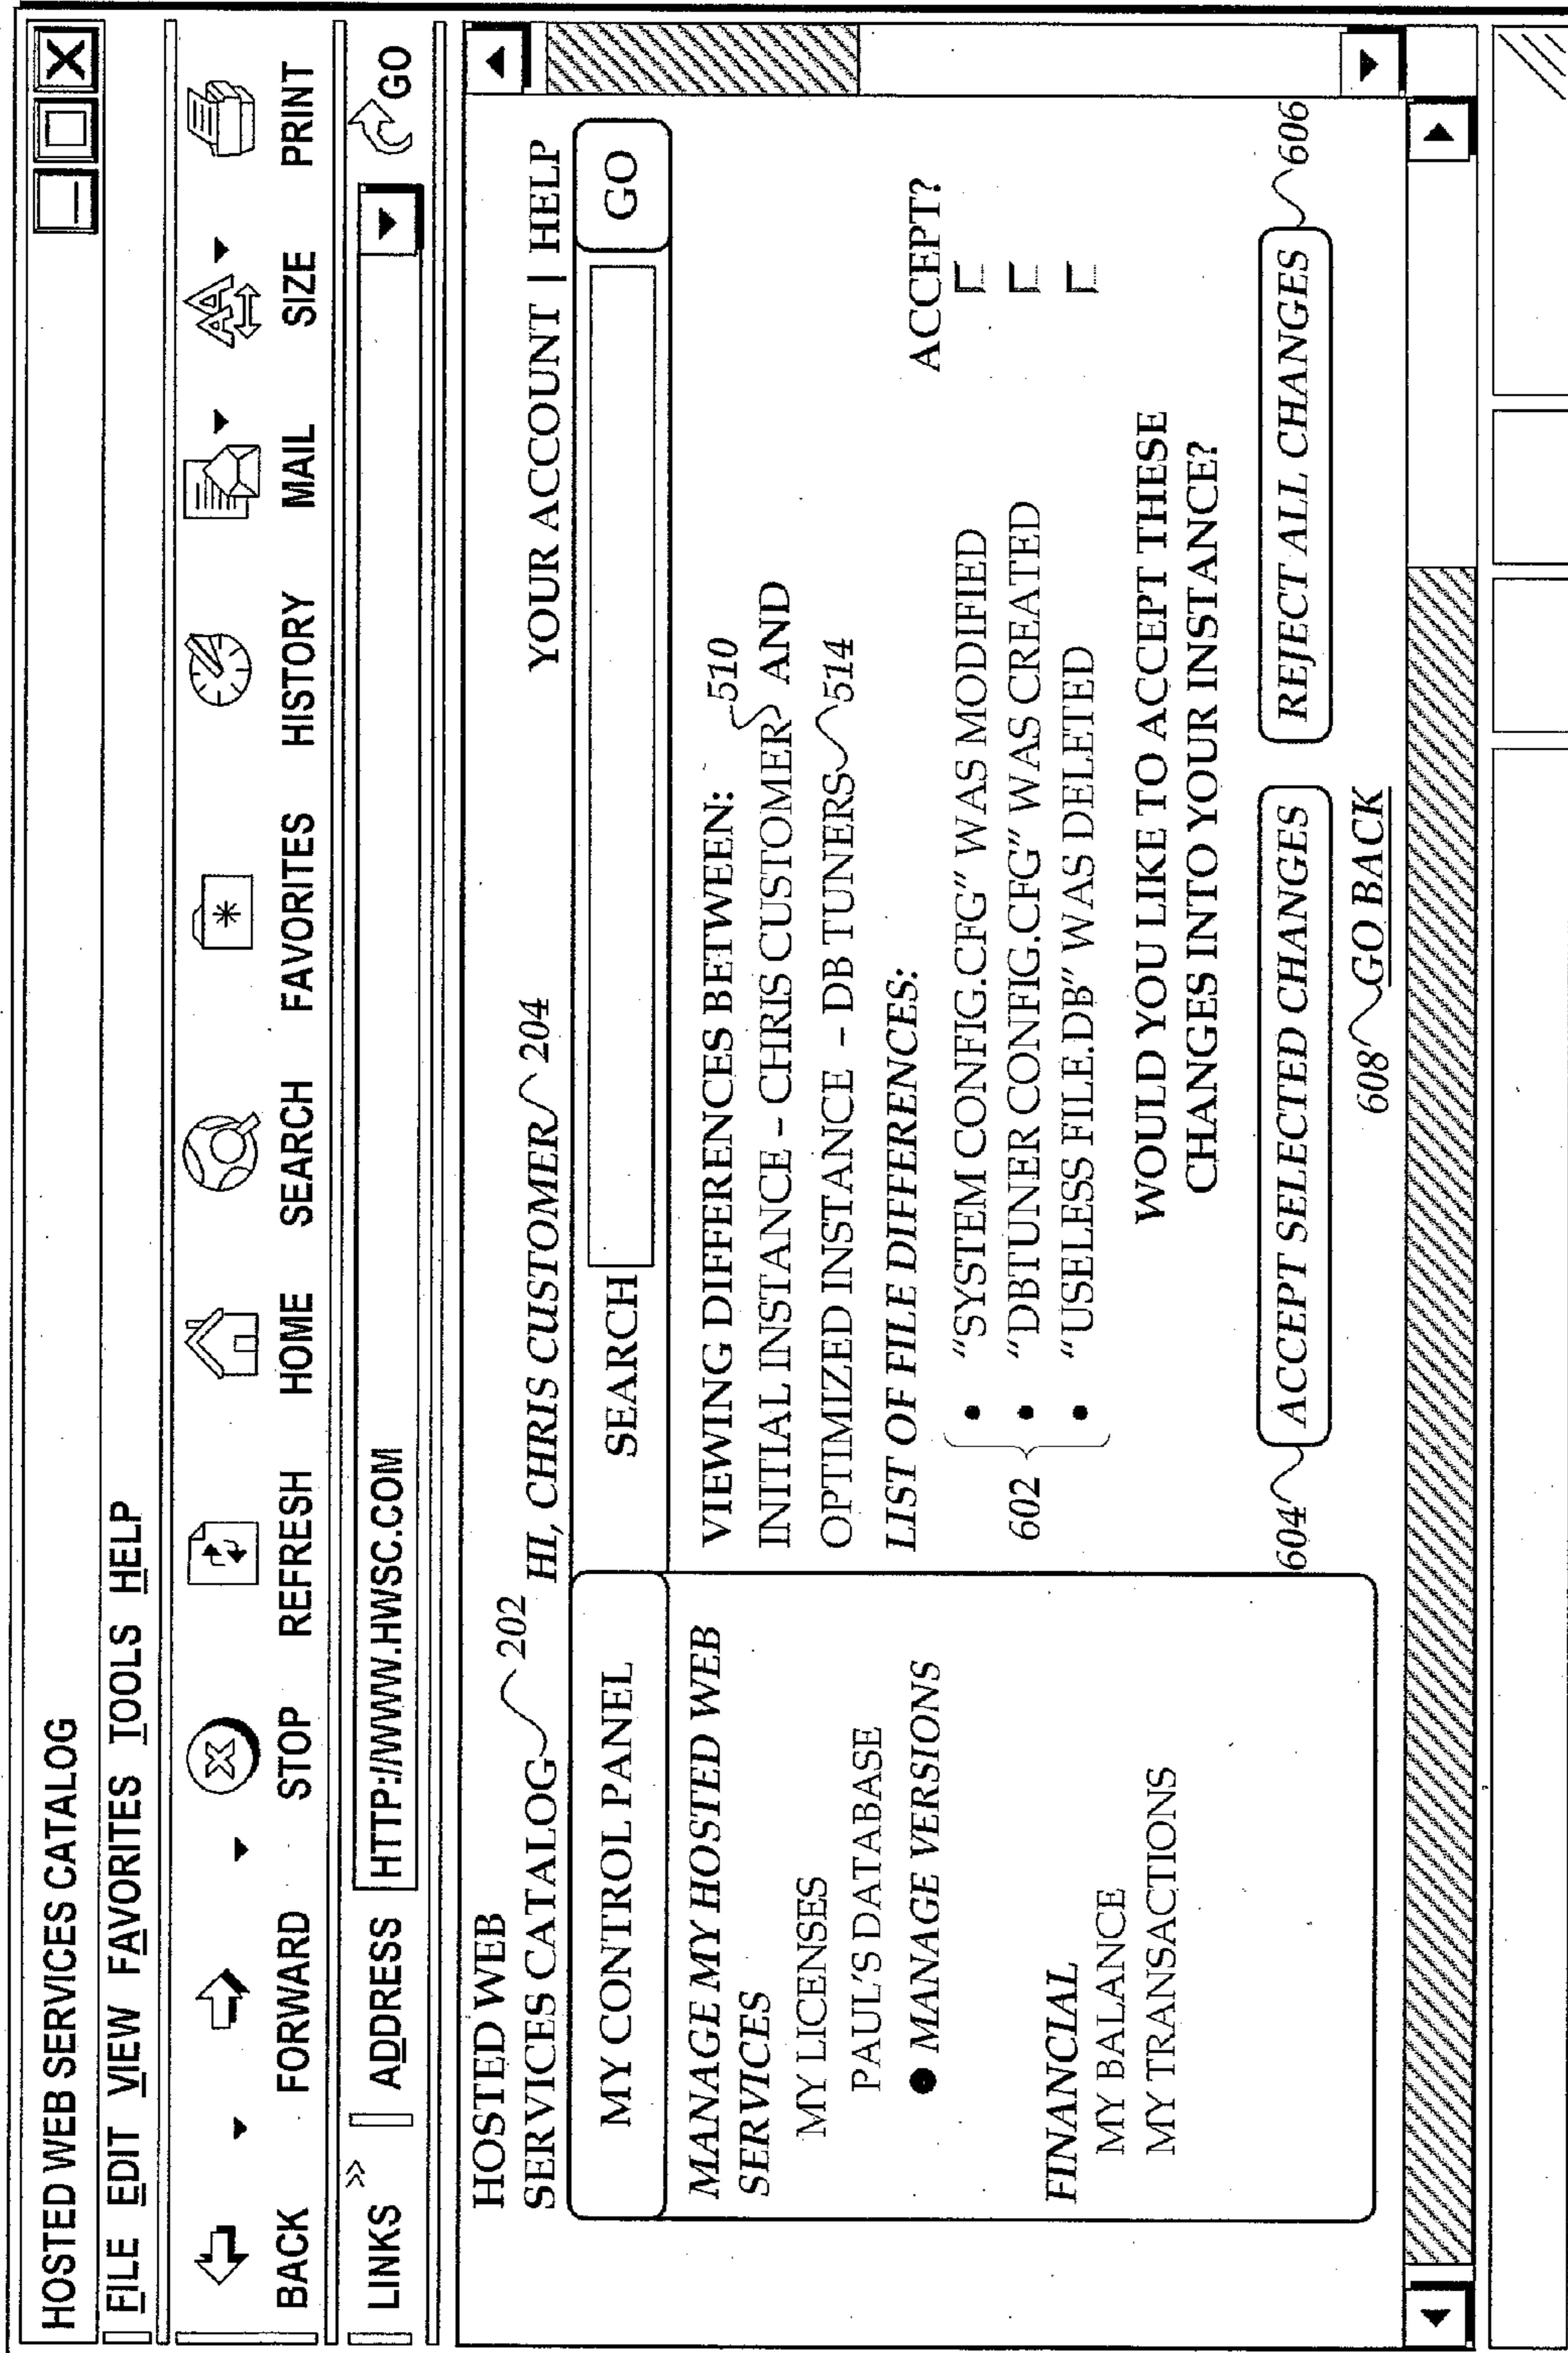 HOSTED WEB SERVICES CATALOG
FILE EDIT VIEW FAVORITES TOOLS HELP
BACK FORWARD STOP REFRESH HOME SEARCH FAVORITES HISTORY MAIL SIZE PRINT
LINKS » ADDRESS HTTP://WWW.HWSC.COM GO
HOSTED WEB
SERVICES CATALOG 202
HI, CHRIS CUSTOMER 204
YOUR ACCOUNT | HELP
MY CONTROL PANEL
SEARCH GO
MANAGE MY HOSTED WEB
SERVICES
MY LICENSES
PAUL'S DATABASE
● MANAGE VERSIONS
FINANCIAL
MY BALANCE
MY TRANSACTIONS
VIEWING DIFFERENCES BETWEEN:
INITIAL INSTANCE – CHRIS CUSTOMER 510 AND
OPTIMIZED INSTANCE – DB TUNERS 514
LIST OF FILE DIFFERENCES:
ACCEPT?
602
• "SYSTEM CONFIG.CFG" WAS MODIFIED
• "DBTUNER CONFIG.CFG" WAS CREATED
• "USELESS FILE.DB" WAS DELETED
WOULD YOU LIKE TO ACCEPT THESE
CHANGES INTO YOUR INSTANCE?
604 ACCEPT SELECTED CHANGES REJECT ALL CHANGES 606
608 GO BACK